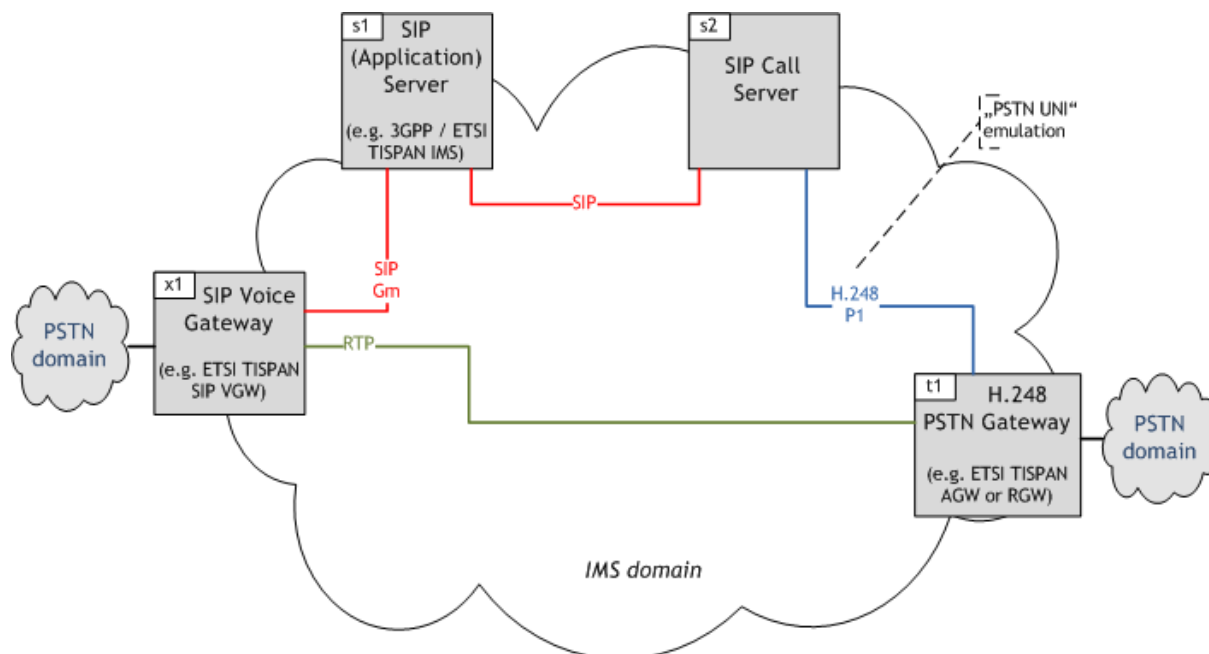 s1
SIP
(Application)
Server
(e.g. 3GPP / ETSI
TISPAN IMS)
s2
SIP Call
Server
„PSTN UNI“
emulation
SIP
SIP
Gm
x1
SIP Voice
Gateway
(e.g. ETSI TISPAN
SIP VGW)
PSTN
domain
RTP
H.248
P1
t1
H.248
PSTN Gateway
(e.g. ETSI TISPAN
AGW or RGW)
PSTN
domain
IMS domain